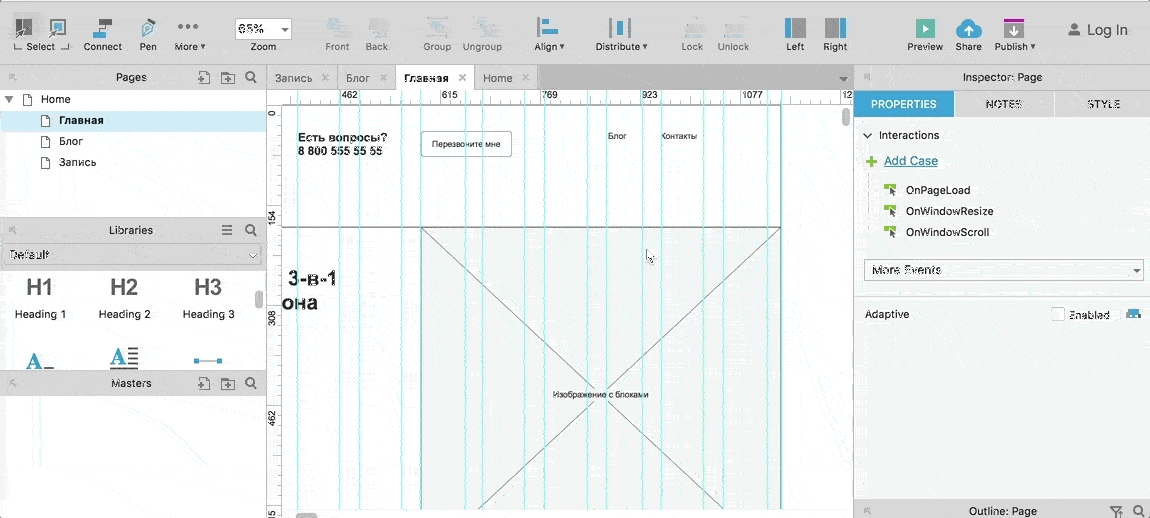 Select
Connect
Pen
More
65%
Zoom
Front
Back
Group
Ungroup
Align
Distribute
Lock
Unlock
Left
Right
Preview
Share
Publish
Log In
Pages
Home
Главная
Блог
Запись
Libraries
Default
H1
H2
H3
Heading 1
Heading 2
Heading 3
A
A
Masters
Запись
Блог
Главная
Home
462
615
769
923
1077
12
0
154
308
462
Есть вопросы?
8 800 555 55 55
Перезвоните мне
Блог
Контакты
3-в-1
она
Изображение с блоками
Inspector: Page
PROPERTIES
NOTES
STYLE
Interactions
Add Case
OnPageLoad
OnWindowResize
OnWindowScroll
More Events
Adaptive
Enabled
Outline: Page